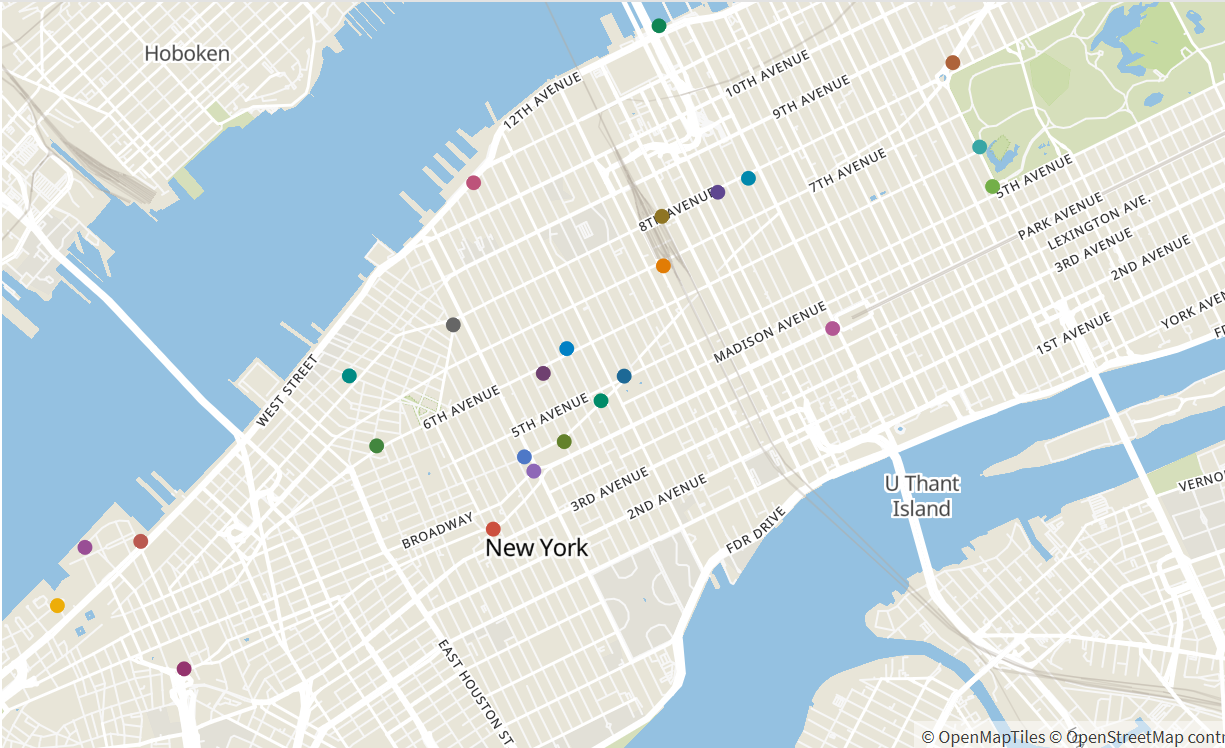 Hoboken
12TH AVENUE
10TH AVENUE
9TH AVENUE
7TH AVENUE
8TH AVENUE
5TH AVENUE
PARK AVENUE
LEXINGTON AVE.
3RD AVENUE
2ND AVENUE
YORK AVEN
1ST AVENUE
MADISON AVENUE
WEST STREET
6TH AVENUE
5TH AVENUE
3RD AVENUE
2ND AVENUE
U Thant
Island
VERNO
BROADWAY
New York
FDR DRIVE
EAST HOUSTON ST
© OpenMapTiles © OpenStreetMap contr